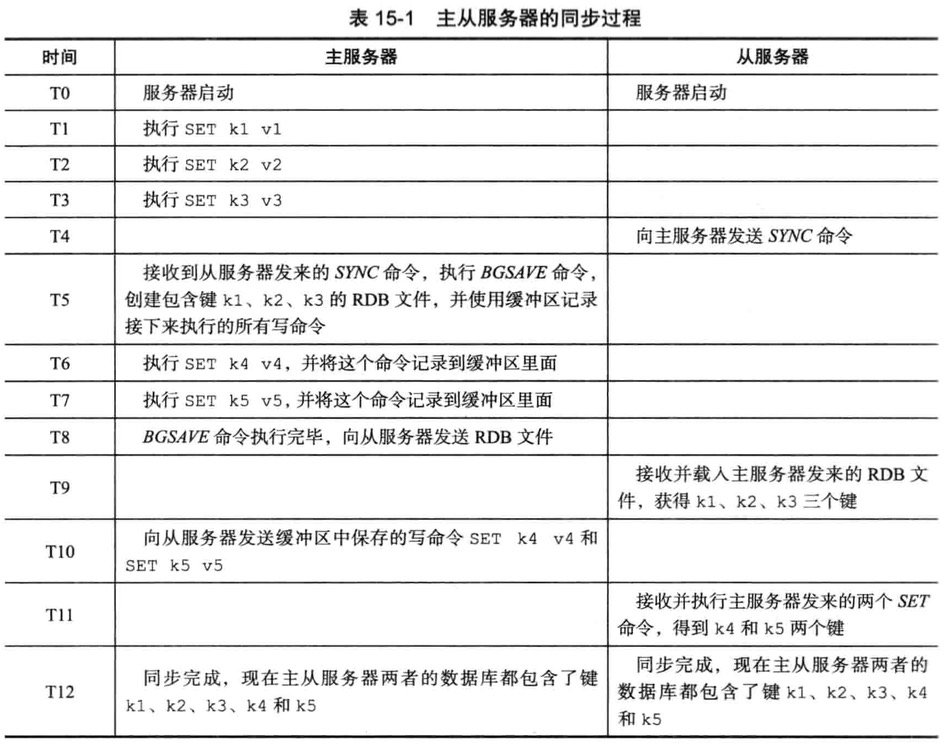 表 15-1 主从服务器的同步过程
时间 主服务器 从服务器
T0 服务器启动 服务器启动
T1 执行 SET k1 v1
T2 执行 SET k2 v2
T3 执行 SET k3 v3
T4 向主服务器发送 SYNC 命令
T5 接收到从服务器发来的 SYNC 命令，执行 BGSAVE 命令，
创建包含键 k1、k2、k3 的 RDB 文件，并使用缓冲区记录
接下来执行的所有写命令
T6 执行 SET k4 v4，并将这个命令记录到缓冲区里面
T7 执行 SET k5 v5，并将这个命令记录到缓冲区里面
T8 BGSAVE 命令执行完毕，向从服务器发送 RDB 文件
T9 接收并载入主服务器发来的 RDB 文
件，获得 k1、k2、k3 三个键
T10 向从服务器发送缓冲区中保存的写命令 SET k4 v4 和
SET k5 v5
T11 接收并执行主服务器发来的两个 SET
命令，得到 k4 和 k5 两个键
T12 同步完成，现在主从服务器两者的数据库都包含了键
k1、k2、k3、k4 和 k5
同步完成，现在主从服务器两者的
数据库都包含了键 k1、k2、k3、k4
和 k5